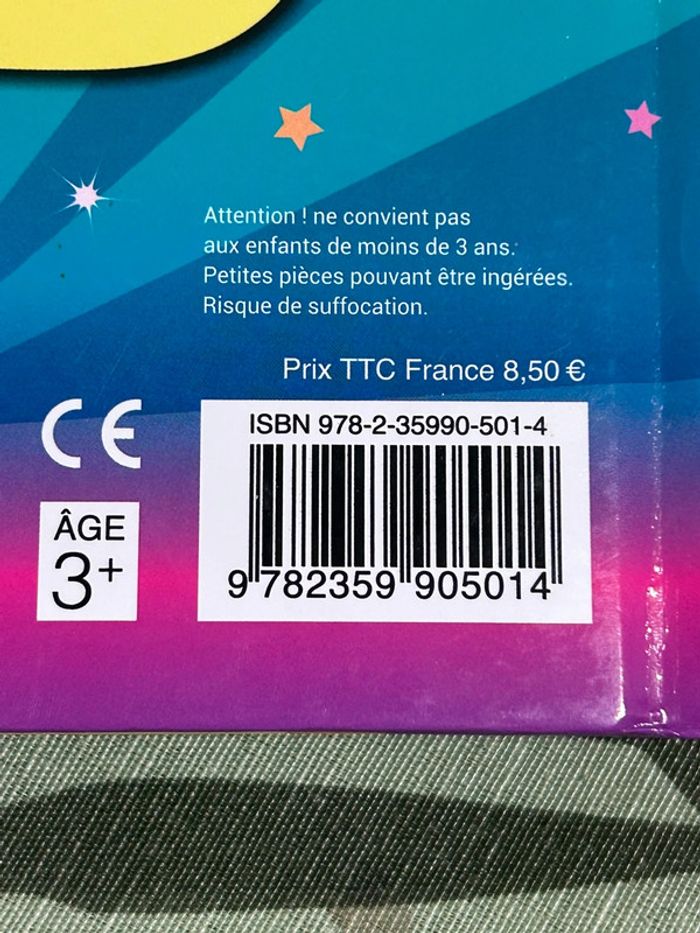 Attention ! ne convient pas
aux enfants de moins de 3 ans.
Petites pièces pouvant être ingérées.
Risque de suffocation.
Prix TTC France 8,50 €
CE
ISBN 978-2-35990-501-4
ÂGE
3+
9 782359 905014